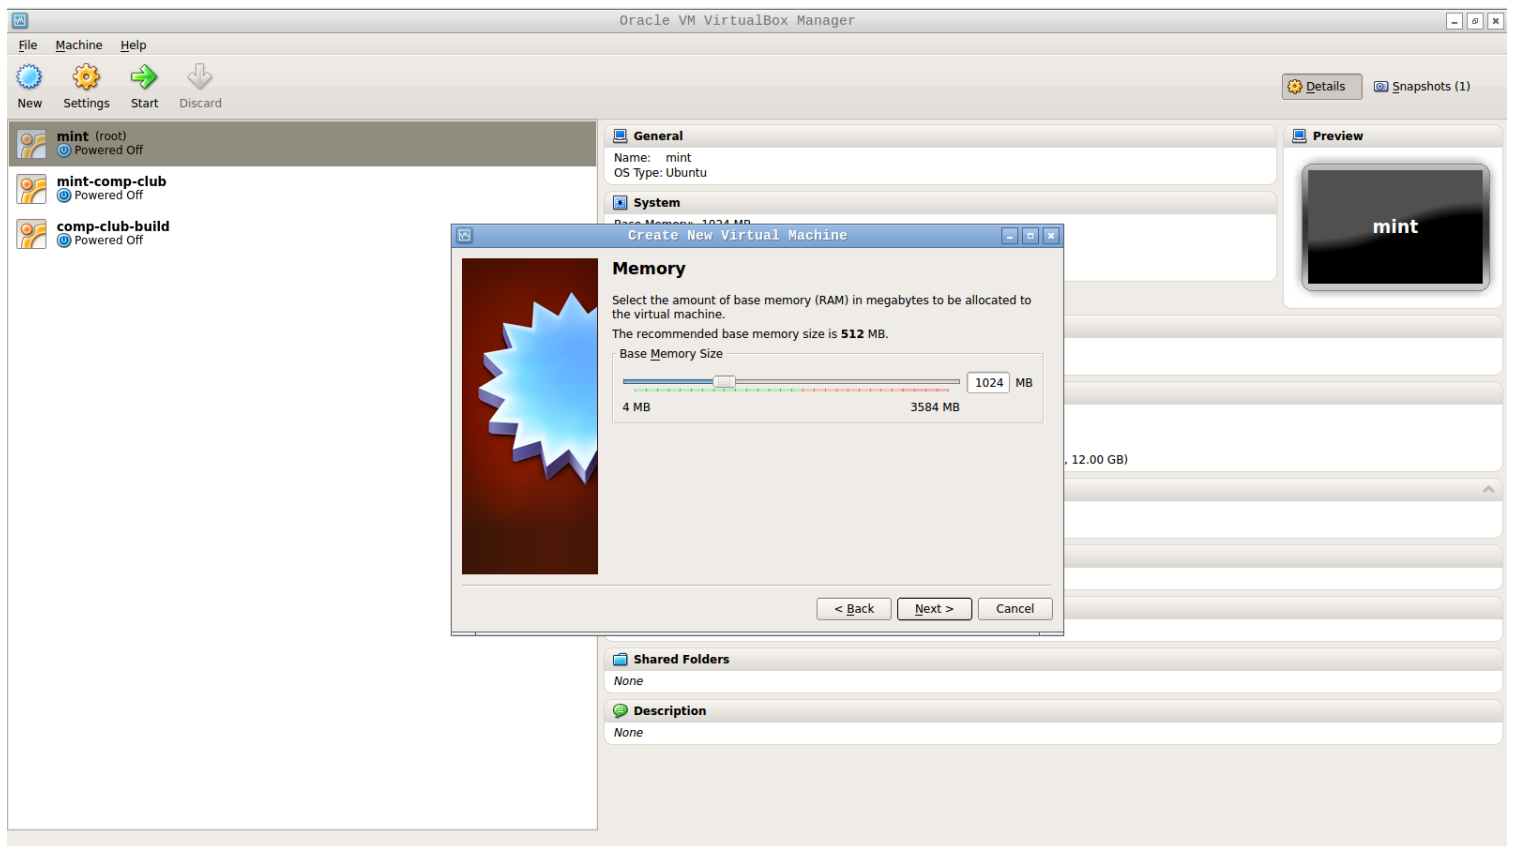 Oracle VM VirtualBox Manager
File Machine Help
New Settings Start Discard
Details Snapshots (1)
mint (root)
Powered Off
mint-comp-club
Powered Off
comp-club-build
Powered Off
General
Name: mint
OS Type: Ubuntu
System
Base Memory: 1024 MB
Preview
mint
Create New Virtual Machine
Memory
Select the amount of base memory (RAM) in megabytes to be allocated to
the virtual machine.
The recommended base memory size is 512 MB.
Base Memory Size
1024 MB
4 MB 3584 MB
, 12.00 GB)
< Back Next > Cancel
Shared Folders
None
Description
None